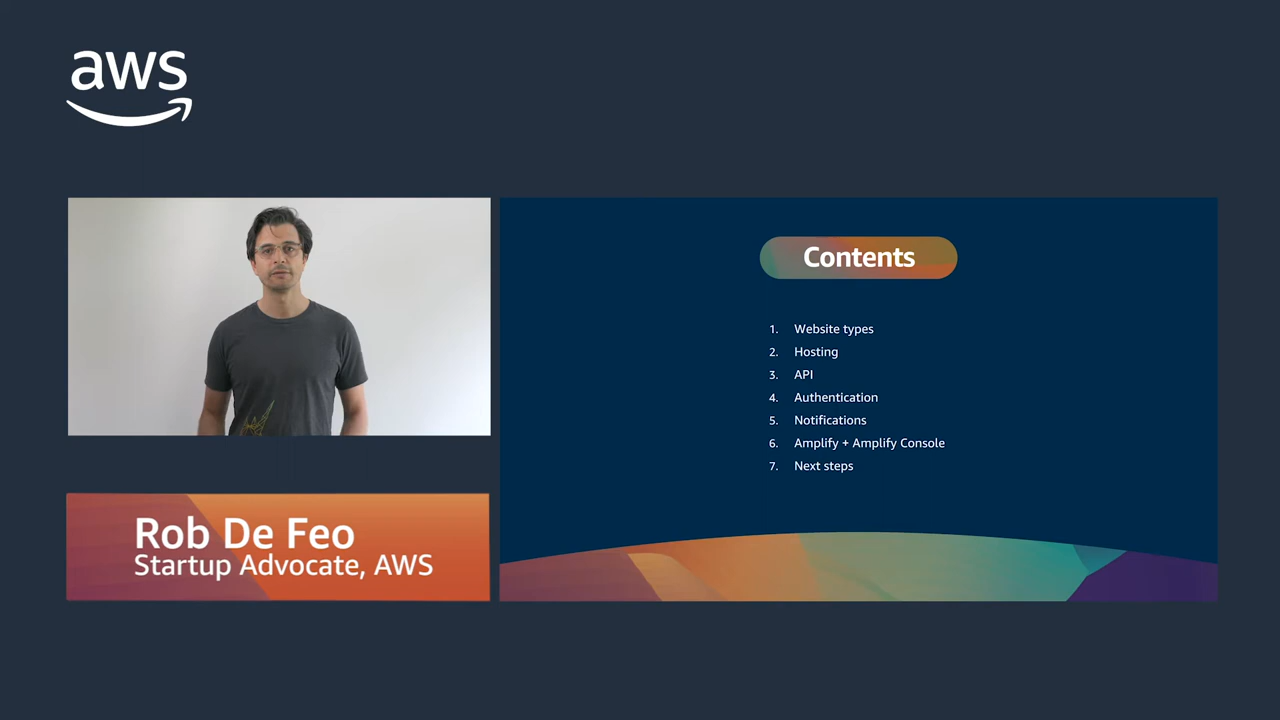 aws
Rob De Feo
Startup Advocate, AWS
Contents
1. Website types
2. Hosting
3. API
4. Authentication
5. Notifications
6. Amplify + Amplify Console
7. Next steps